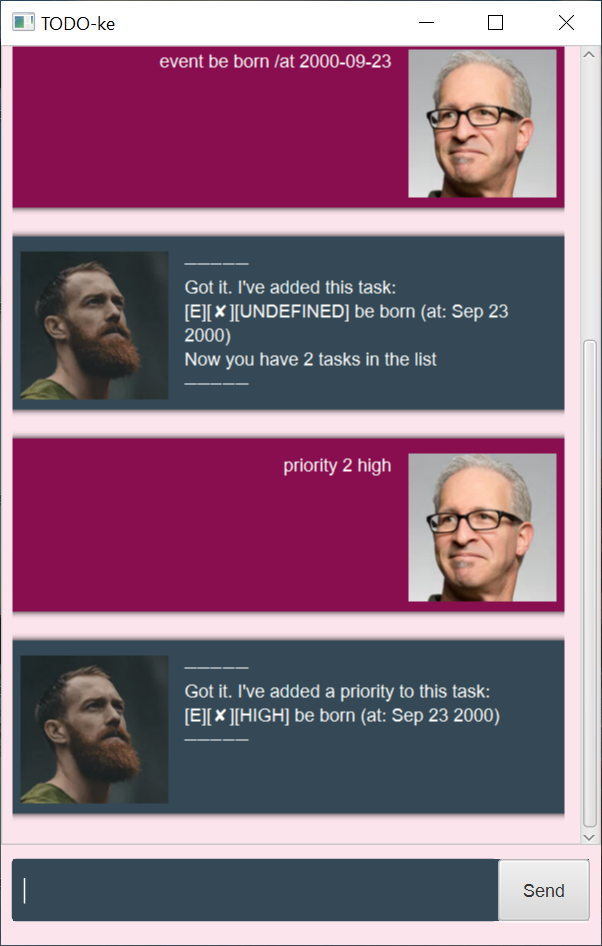 TODO-ke
event be born /at 2000-09-23
——————
Got it. I've added this task:
[E][✘][UNDEFINED] be born (at: Sep 23
2000)
Now you have 2 tasks in the list
——————
priority 2 high
——————
Got it. I've added a priority to this task:
[E][✘][HIGH] be born (at: Sep 23 2000)
——————
Send